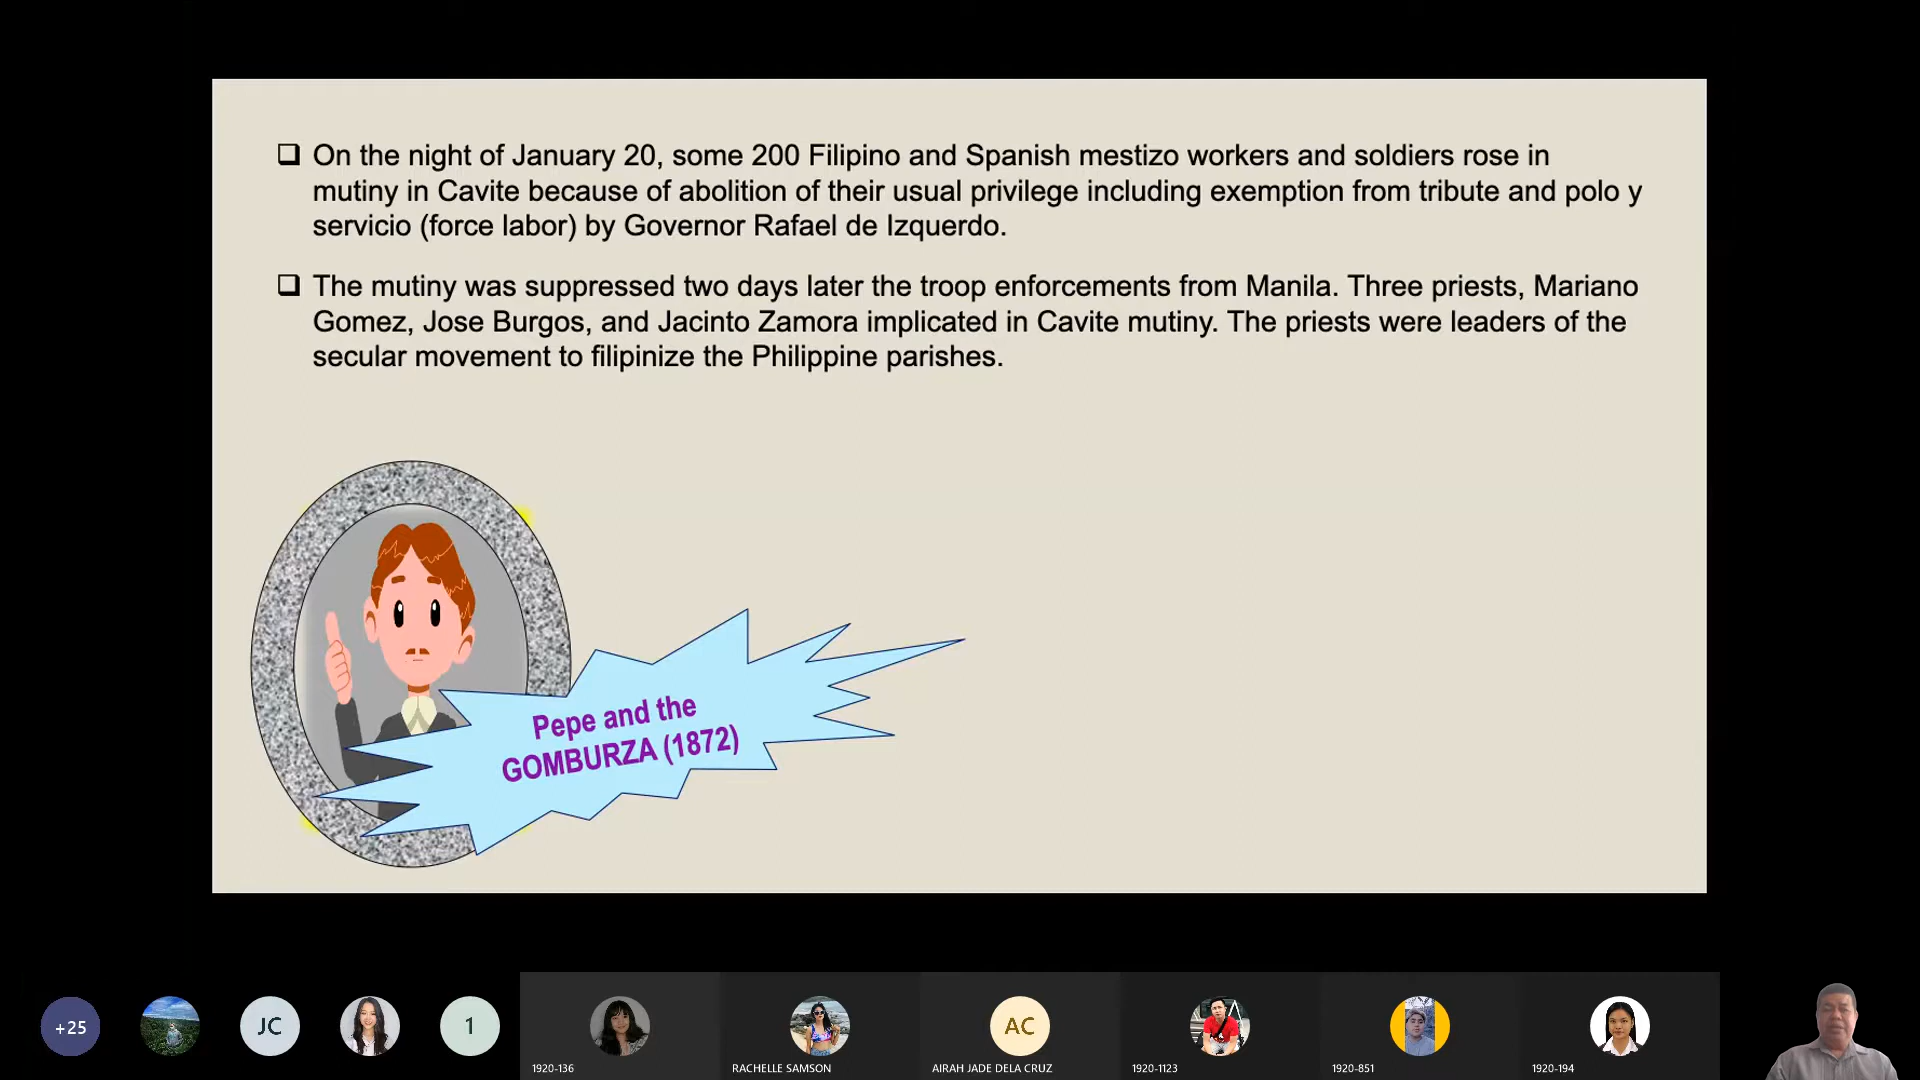 On the night of January 20, some 200 Filipino and Spanish mestizo workers and soldiers rose in
mutiny in Cavite because of abolition of their usual privilege including exemption from tribute and polo y
servicio (force labor) by Governor Rafael de Izquerdo.
The mutiny was suppressed two days later the troop enforcements from Manila. Three priests, Mariano
Gomez, Jose Burgos, and Jacinto Zamora implicated in Cavite mutiny. The priests were leaders of the
secular movement to filipinize the Philippine parishes.
Pepe and the
GOMBURZA (1872)
+25
JC
1
1920-136
RACHELLE SAMSON
AC
AIRAH JADE DELA CRUZ
1920-1123
1920-851
1920-194